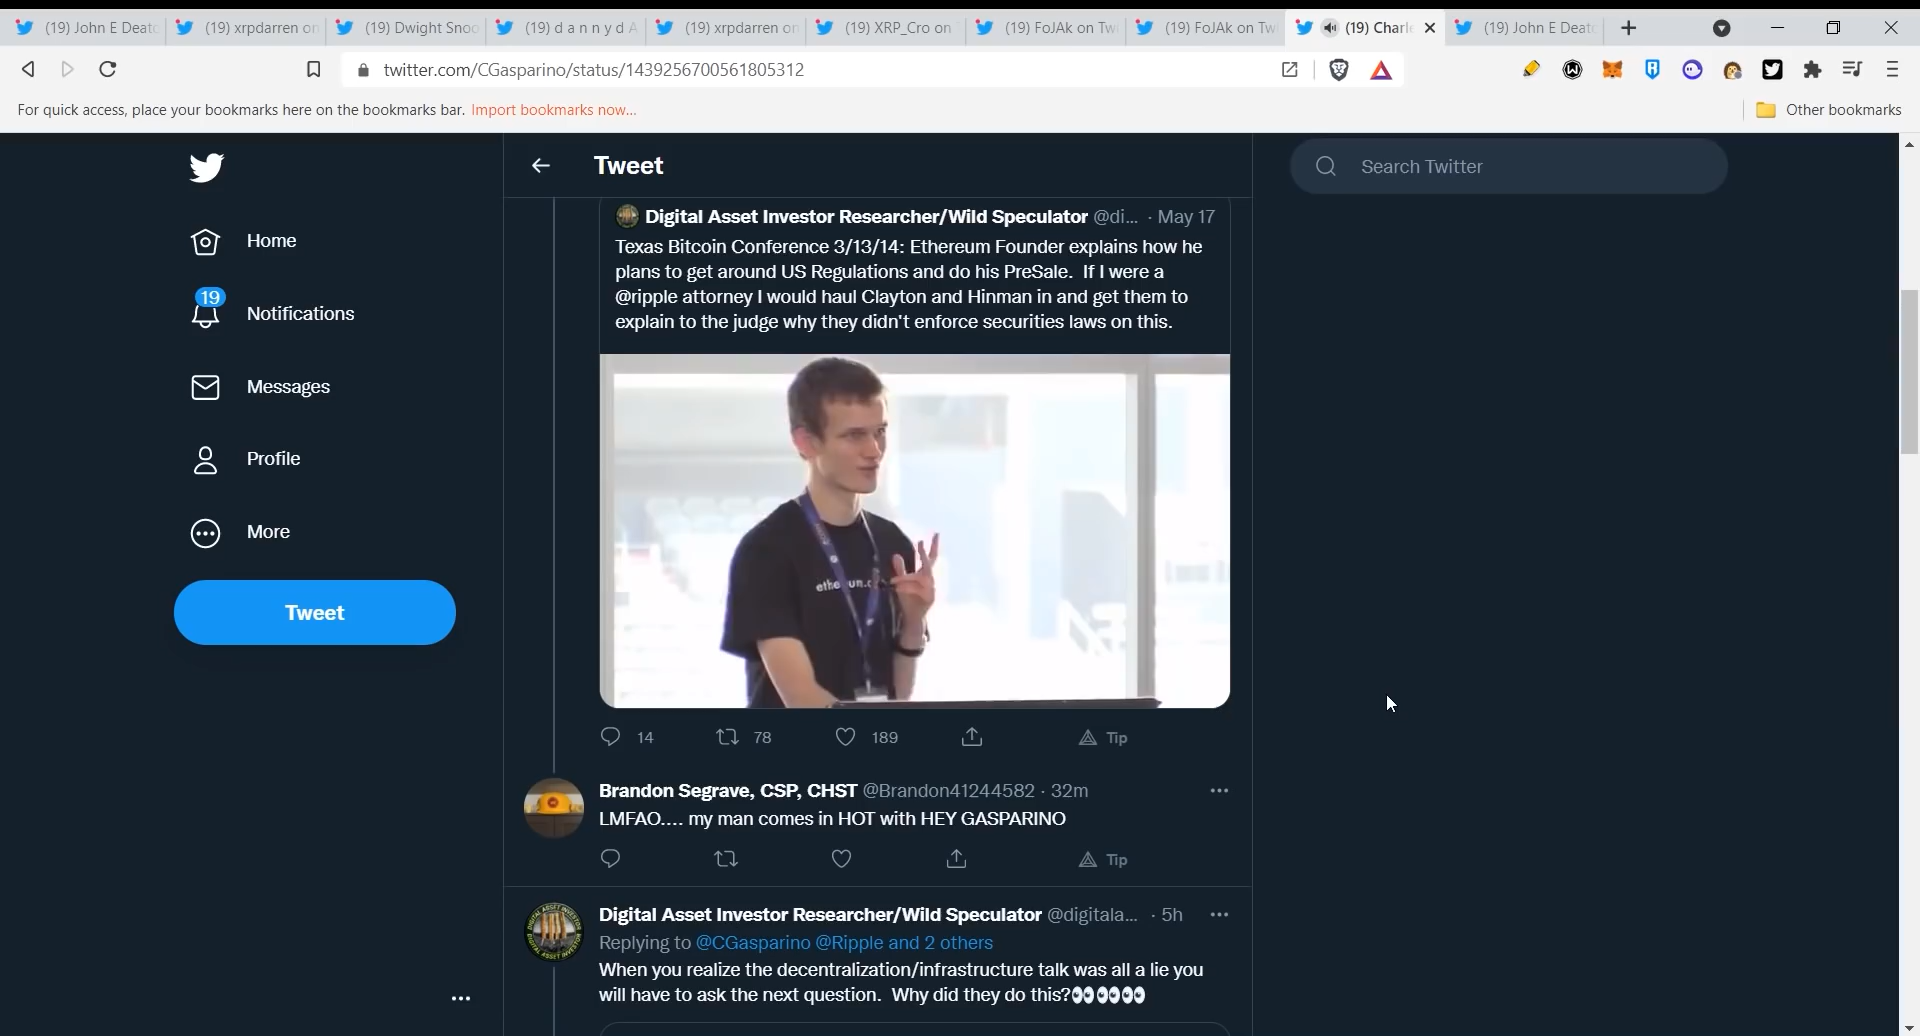 (19) John E Deato
(19) xrpdarren on
(19) Dwight Snoo
(19) d a n n y d A
(19) xrpdarren on
(19) XRP_Cro on
(19) FoJAk on Tw
(19) FoJAk on Tw
(19) Charl
(19) John E Deato
twitter.com/CGasparino/status/1439256700561805312
For quick access, place your bookmarks here on the bookmarks bar. Import bookmarks now...
Other bookmarks
Tweet
Search Twitter
Home
19
Notifications
Messages
Profile
More
Tweet
Digital Asset Investor Researcher/Wild Speculator @di... · May 17
Texas Bitcoin Conference 3/13/14: Ethereum Founder explains how he
plans to get around US Regulations and do his PreSale. If I were a
@ripple attorney I would haul Clayton and Hinman in and get them to
explain to the judge why they didn't enforce securities laws on this.
14
78
189
Tip
Brandon Segrave, CSP, CHST @Brandon41244582 · 32m
LMFAO.... my man comes in HOT with HEY GASPARINO
Tip
Digital Asset Investor Researcher/Wild Speculator @digitala... · 5h
Replying to @CGasparino @Ripple and 2 others
When you realize the decentralization/infrastructure talk was all a lie you
will have to ask the next question. Why did they do this?👀👀👀